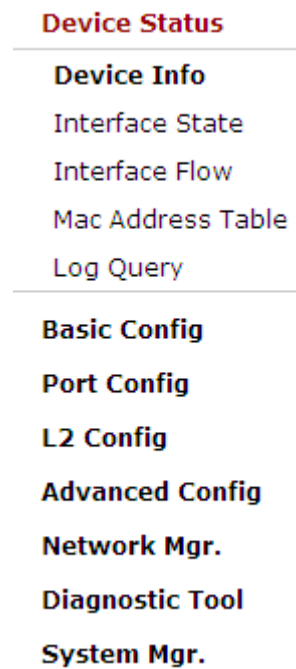 Device Status
Device Info
Interface State
Interface Flow
Mac Address Table
Log Query
Basic Config
Port Config
L2 Config
Advanced Config
Network Mgr.
Diagnostic Tool
System Mgr.